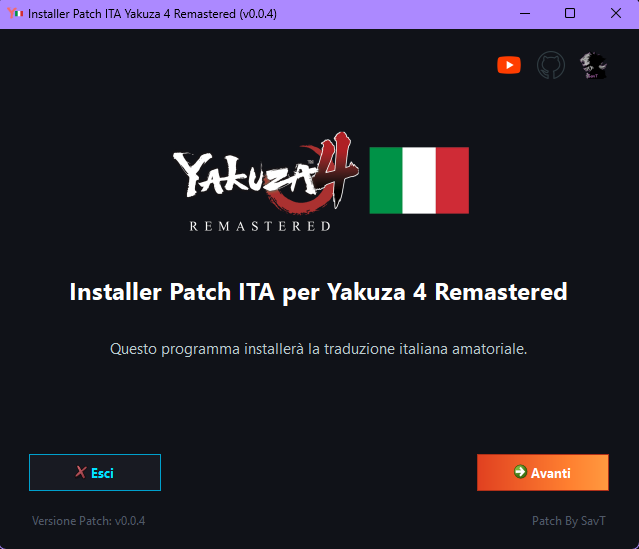 Installer Patch ITA Yakuza 4 Remastered (v0.0.4)
SavT
YAKUZA 4™
REMASTERED
Installer Patch ITA per Yakuza 4 Remastered
Questo programma installerà la traduzione italiana amatoriale.
Esci
Avanti
Versione Patch: v0.0.4
Patch By SavT